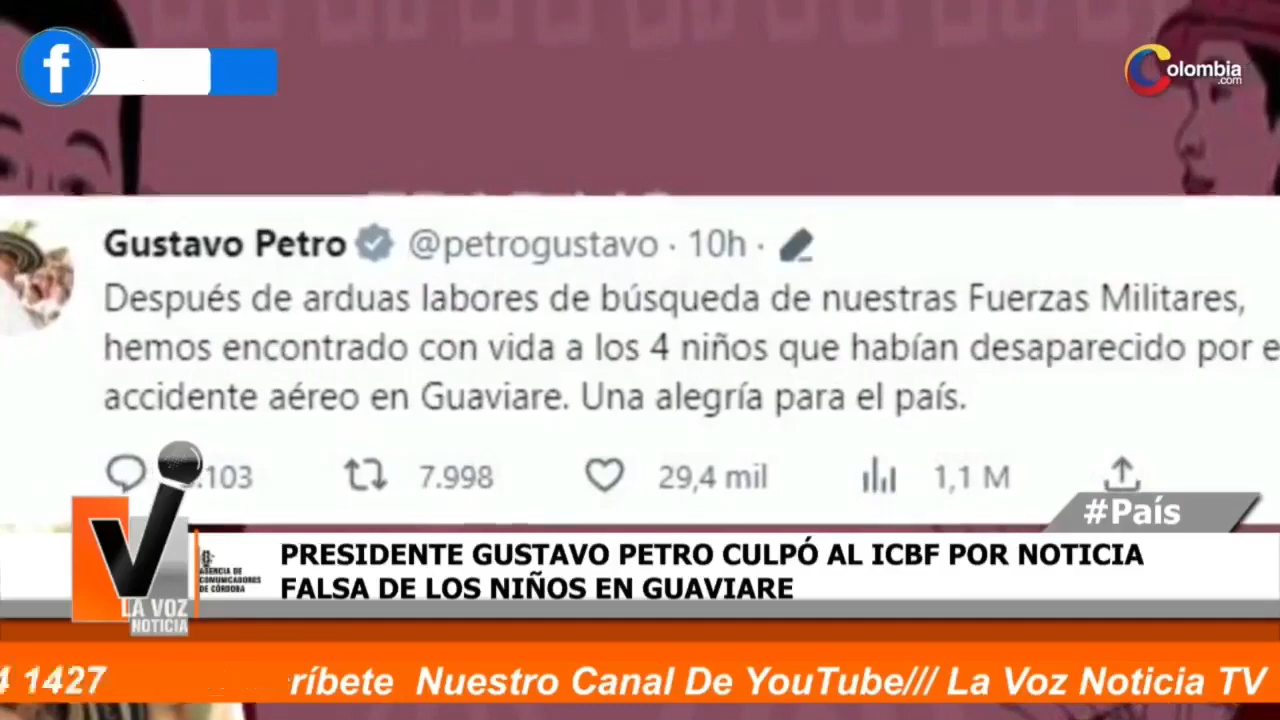 f
Colombia
.com
Gustavo Petro @petrogustavo · 10h ·
Después de arduas labores de búsqueda de nuestras Fuerzas Militares,
hemos encontrado con vida a los 4 niños que habían desaparecido por e
accidente aéreo en Guaviare. Una alegría para el país.
.103 7.998 29,4 mil 1,1 M
#País
PRESIDENTE GUSTAVO PETRO CULPÓ AL ICBF POR NOTICIA
FALSA DE LOS NIÑOS EN GUAVIARE
AGENCIA DE
COMUNICADORES
DE CÓRDOBA
V
LA VOZ
NOTICIA
4 1427 ríbete Nuestro Canal De YouTube/// La Voz Noticia TV